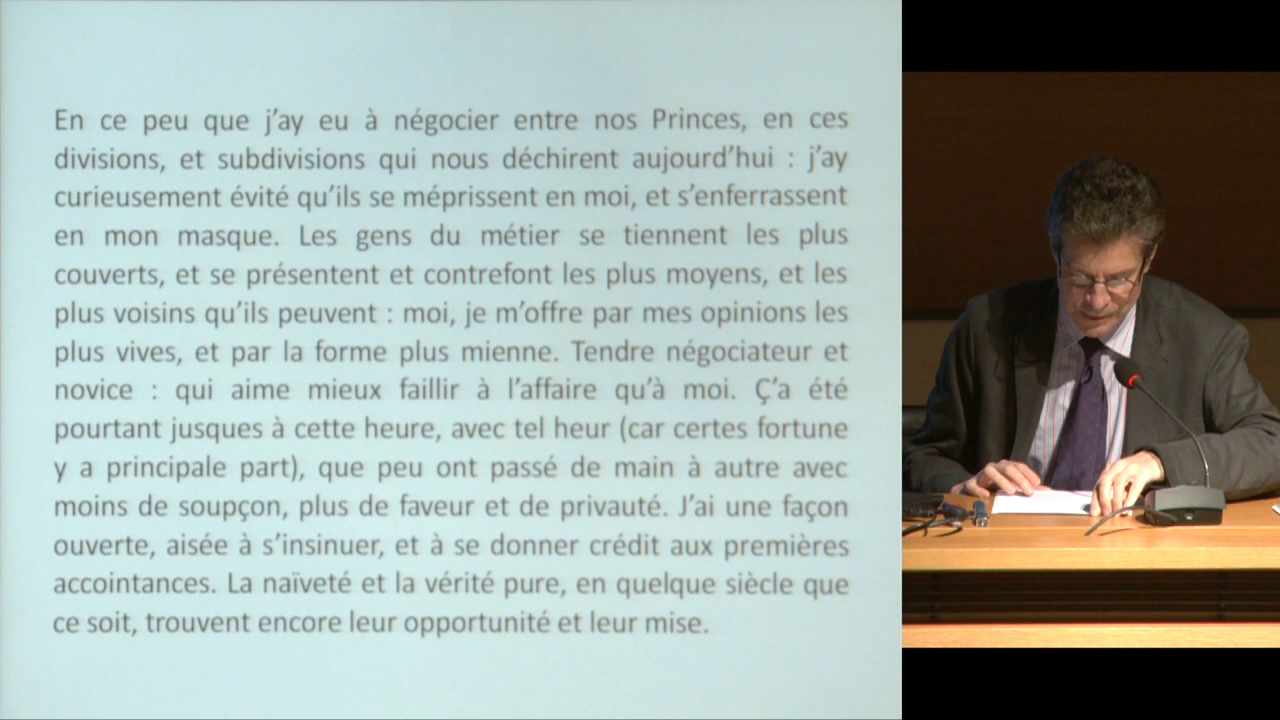 En ce peu que j’ay eu à négocier entre nos Princes, en ces
divisions, et subdivisions qui nous déchirent aujourd’hui : j’ay
curieusement évité qu’ils se méprissent en moi, et s’enferrassent
en mon masque. Les gens du métier se tiennent les plus
couverts, et se présentent et contrefont les plus moyens, et les
plus voisins qu’ils peuvent : moi, je m’offre par mes opinions les
plus vives, et par la forme plus mienne. Tendre négociateur et
novice : qui aime mieux faillir à l’affaire qu’à moi. Ç’a été
pourtant jusques à cette heure, avec tel heur (car certes fortune
y a principale part), que peu ont passé de main à autre avec
moins de soupçon, plus de faveur et de privauté. J’ai une façon
ouverte, aisée à s’insinuer, et à se donner crédit aux premières
accointances. La naïveté et la vérité pure, en quelque siècle que
ce soit, trouvent encore leur opportunité et leur mise.